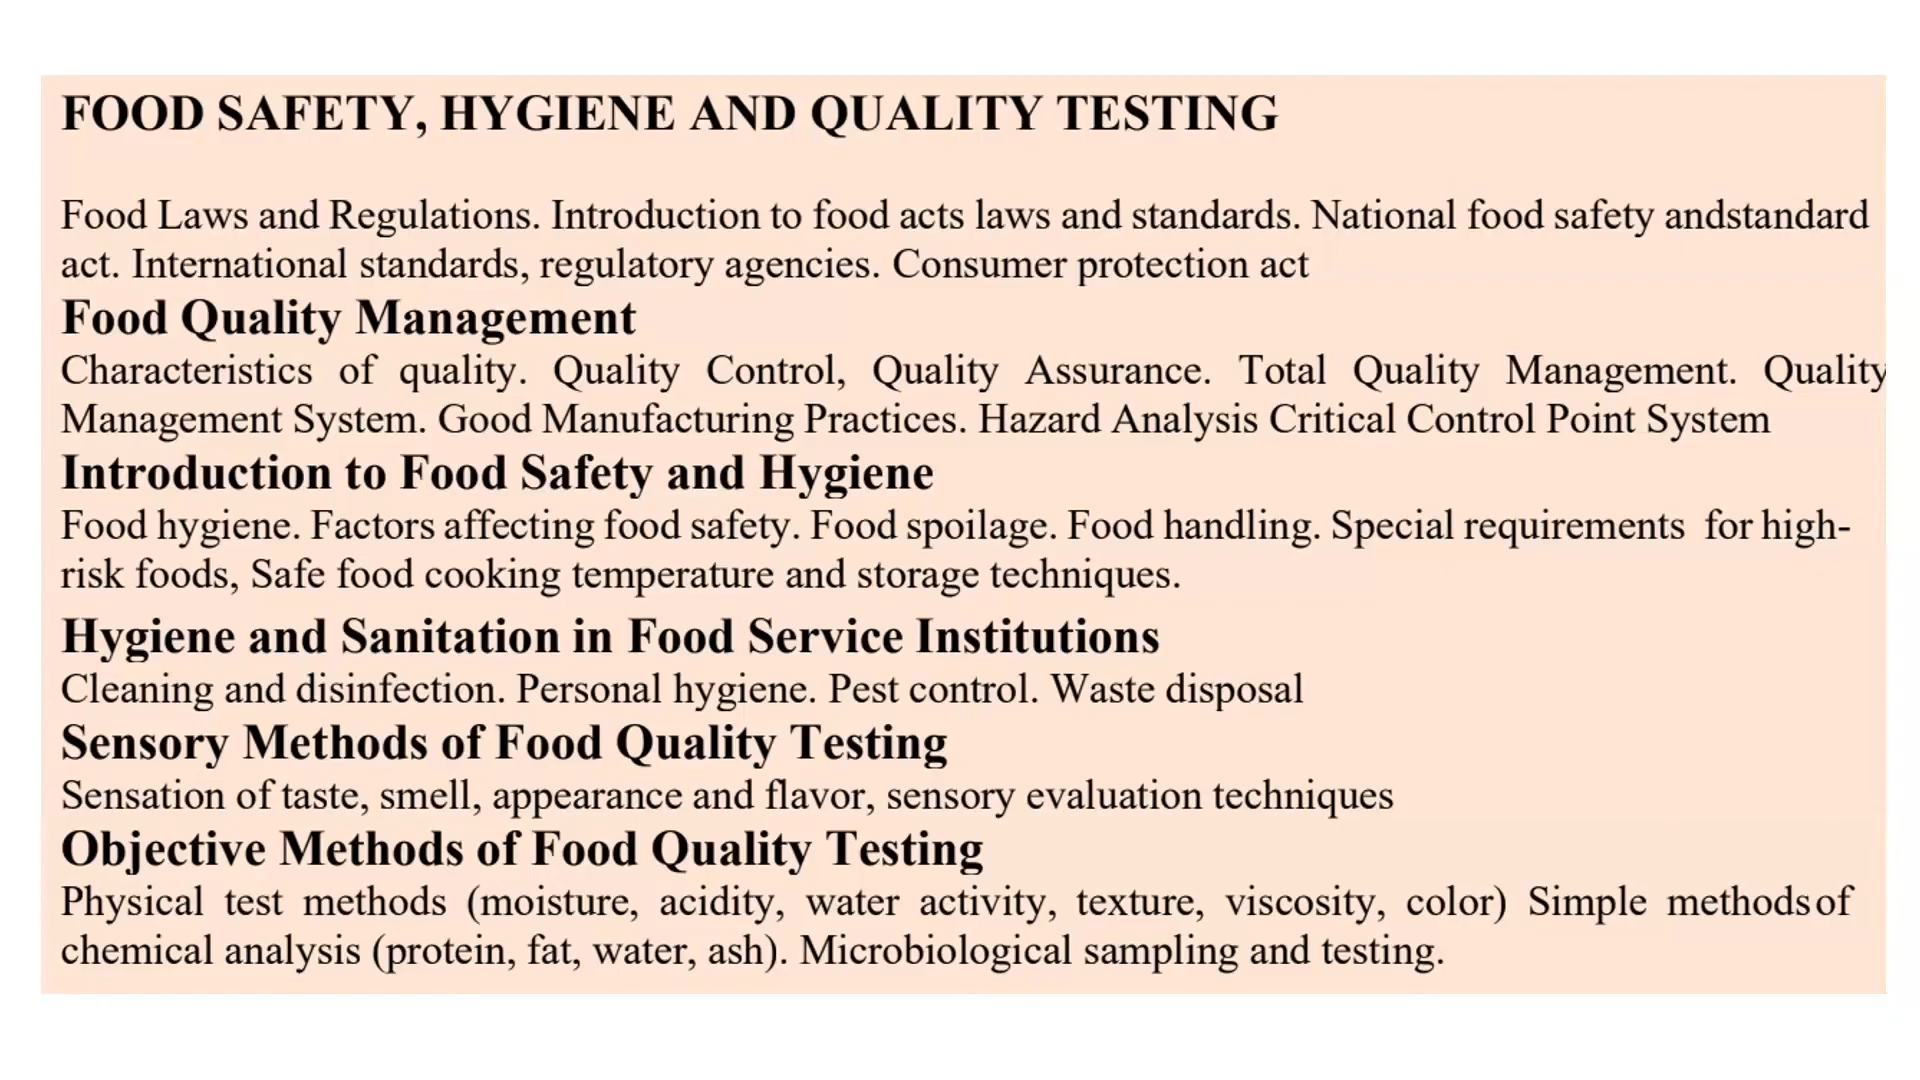 FOOD SAFETY, HYGIENE AND QUALITY TESTING
Food Laws and Regulations. Introduction to food acts laws and standards. National food safety andstandard
act. International standards, regulatory agencies. Consumer protection act
Food Quality Management
Characteristics of quality. Quality Control, Quality Assurance. Total Quality Management. Quality
Management System. Good Manufacturing Practices. Hazard Analysis Critical Control Point System
Introduction to Food Safety and Hygiene
Food hygiene. Factors affecting food safety. Food spoilage. Food handling. Special requirements for high-
risk foods, Safe food cooking temperature and storage techniques.
Hygiene and Sanitation in Food Service Institutions
Cleaning and disinfection. Personal hygiene. Pest control. Waste disposal
Sensory Methods of Food Quality Testing
Sensation of taste, smell, appearance and flavor, sensory evaluation techniques
Objective Methods of Food Quality Testing
Physical test methods (moisture, acidity, water activity, texture, viscosity, color) Simple methods of
chemical analysis (protein, fat, water, ash). Microbiological sampling and testing.